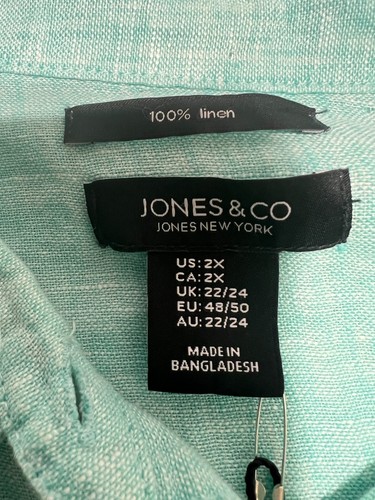 100% linen
JONES & CO
JONES NEW YORK
US: 2X
CA: 2X
UK: 22/24
EU: 48/50
AU: 22/24
MADE IN
BANGLADESH